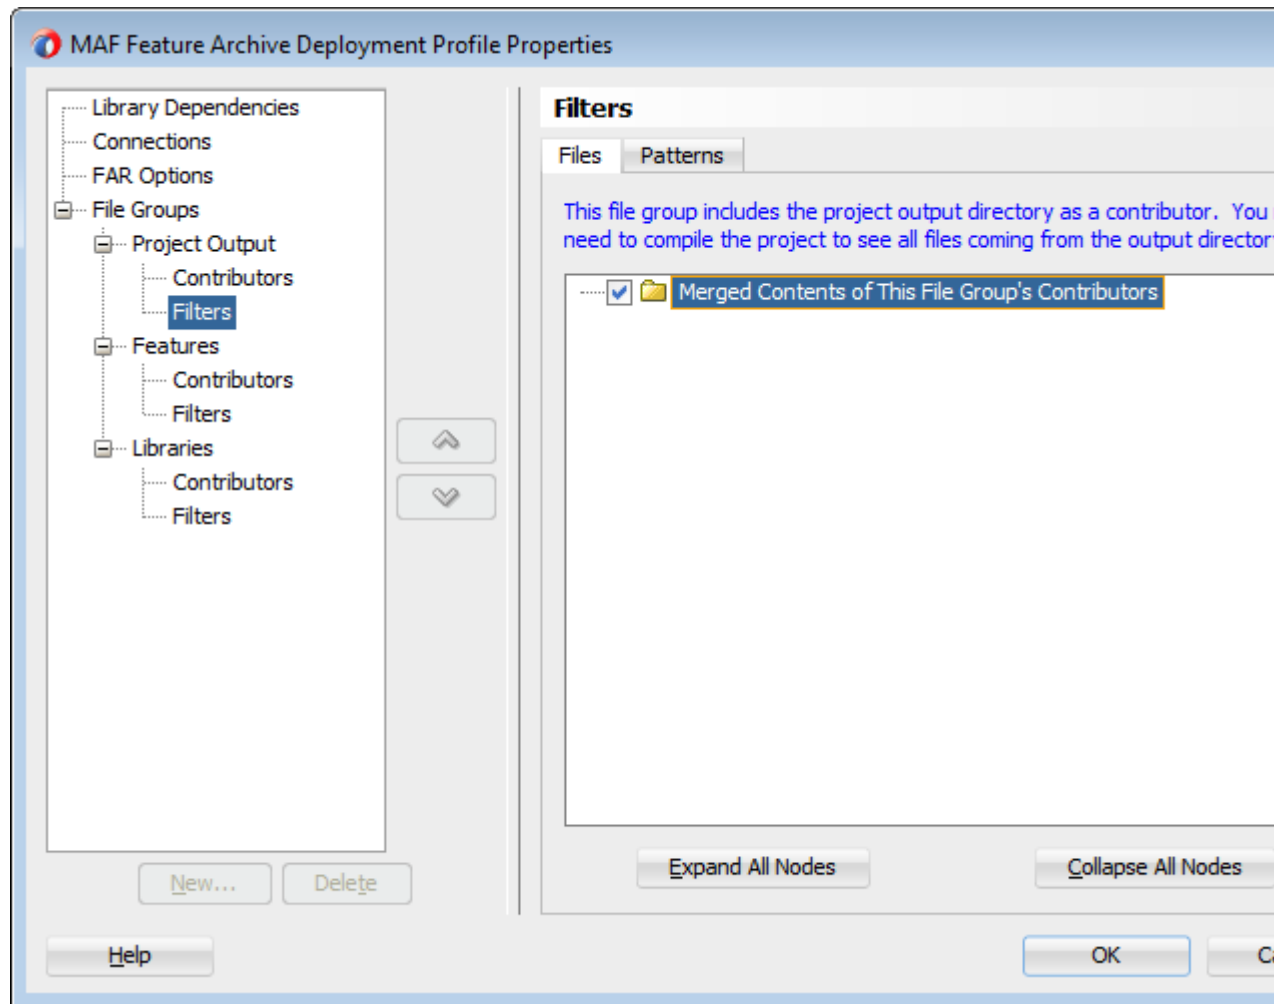 MAF Feature Archive Deployment Profile Properties
Library Dependencies
Connections
FAR Options
File Groups
Project Output
Contributors
Filters
Features
Contributors
Filters
Libraries
Contributors
Filters
New...
Delete
Help
Filters
Files
Patterns
This file group includes the project output directory as a contributor. You
need to compile the project to see all files coming from the output
Merged Contents of This File Group's Contributors
Expand All Nodes
Collapse All Nodes
OK